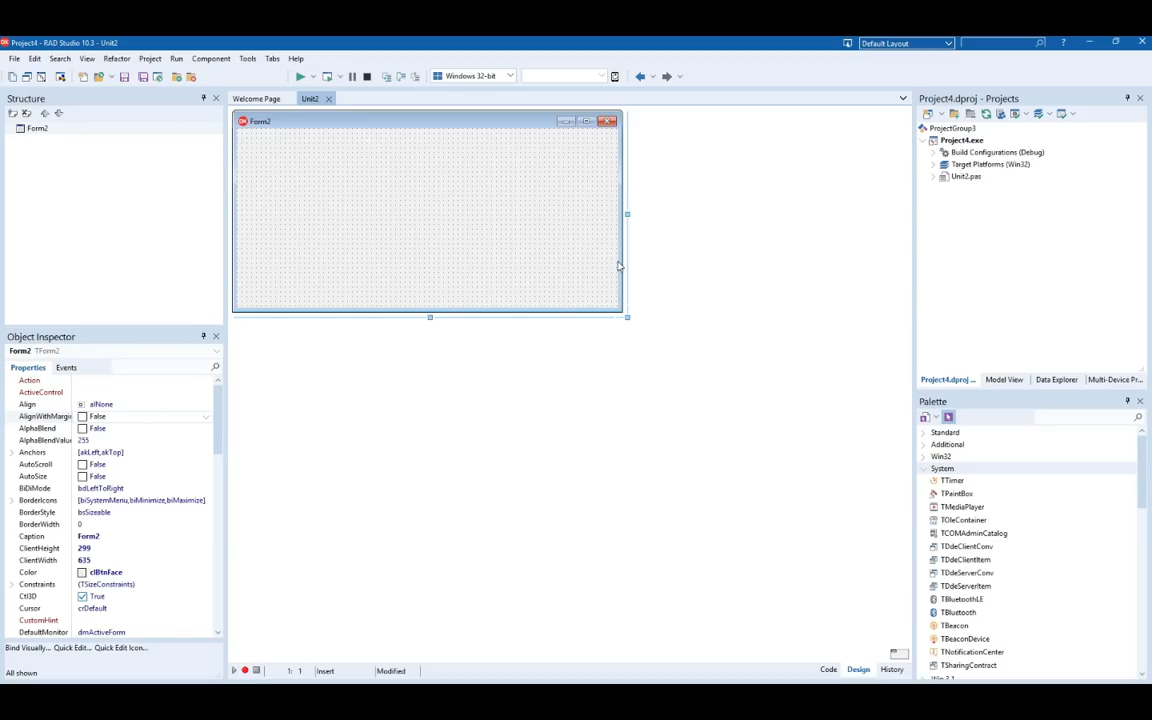 Project4 - RAD Studio 10.3 - Unit2
Default Layout
?
File Edit Search View Refactor Project Run Component Tools Tabs Help
Windows 32-bit
Structure
Form2
Welcome Page
Unit2
Form2
Object Inspector
Form2 TForm2
Properties Events
Action
ActiveControl
Align alNone
AlignWithMargin False
AlphaBlend False
AlphaBlendValu 255
Anchors [akLeft,akTop]
AutoScroll False
AutoSize False
BiDiMode bdLeftToRight
BorderIcons [biSystemMenu,biMinimize,biMaximize]
BorderStyle bsSizeable
BorderWidth 0
Caption Form2
ClientHeight 299
ClientWidth 635
Color clBtnFace
Constraints (TSizeConstraints)
Ctl3D True
Cursor crDefault
CustomHint
DefaultMonitor dmActiveForm
Bind Visually... Quick Edit... Quick Edit Icon...
All shown
1: 1
Insert
Modified
Code
Design
History
Project4.dproj - Projects
ProjectGroup3
Project4.exe
Build Configurations (Debug)
Target Platforms (Win32)
Unit2.pas
Project4.dproj ...
Model View
Data Explorer
Multi-Device Pr...
Palette
Standard
Additional
Win32
System
TTimer
TPaintBox
TMediaPlayer
TOleContainer
TCOMAdminCatalog
TDdeClientConv
TDdeClientItem
TDdeServerConv
TDdeServerItem
TBluetoothLE
TBluetooth
TBeacon
TBeaconDevice
TNotificationCenter
TSharingContract
Win 3.1